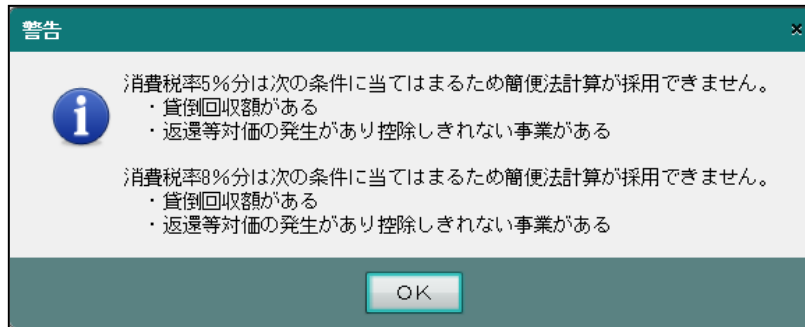 警告
×
消費税率5%分は次の条件に当てはまるため簡便法計算が採用できません。
・貸倒回収額がある
・返還等対価の発生があり控除しきれない事業がある
消費税率8%分は次の条件に当てはまるため簡便法計算が採用できません。
・貸倒回収額がある
・返還等対価の発生があり控除しきれない事業がある
OK